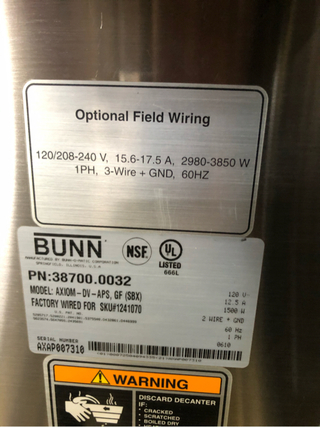 Optional Field Wiring
120/208-240 V, 15.6-17.5 A, 2980-3850 W
1PH, 3-Wire + GND, 60HZ
BUNN®
NSF®
UL®
LISTED
666L
PN:38700.0032
MODEL: AXIOM-DV-APS, GF (SBX)
FACTORY WIRED FOR SKU#1241070
120 V~
12.5 A
1500 W
2 WIRE + GND
60 Hz
1 PH
0610
SERIAL NUMBER
AXAP007310
WARNING
DISCARD DECANTER
IF:
• CRACKED
• SCRATCHED
• BOILED DRY